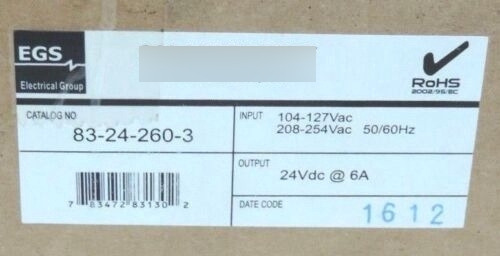 EGS
Electrical Group
RoHS
2002/95/EC
CATALOG NO
83-24-260-3
7 83472 83130 2
INPUT 104-127Vac
208-254Vac 50/60Hz
OUTPUT
24Vdc @ 6A
DATE CODE
1612